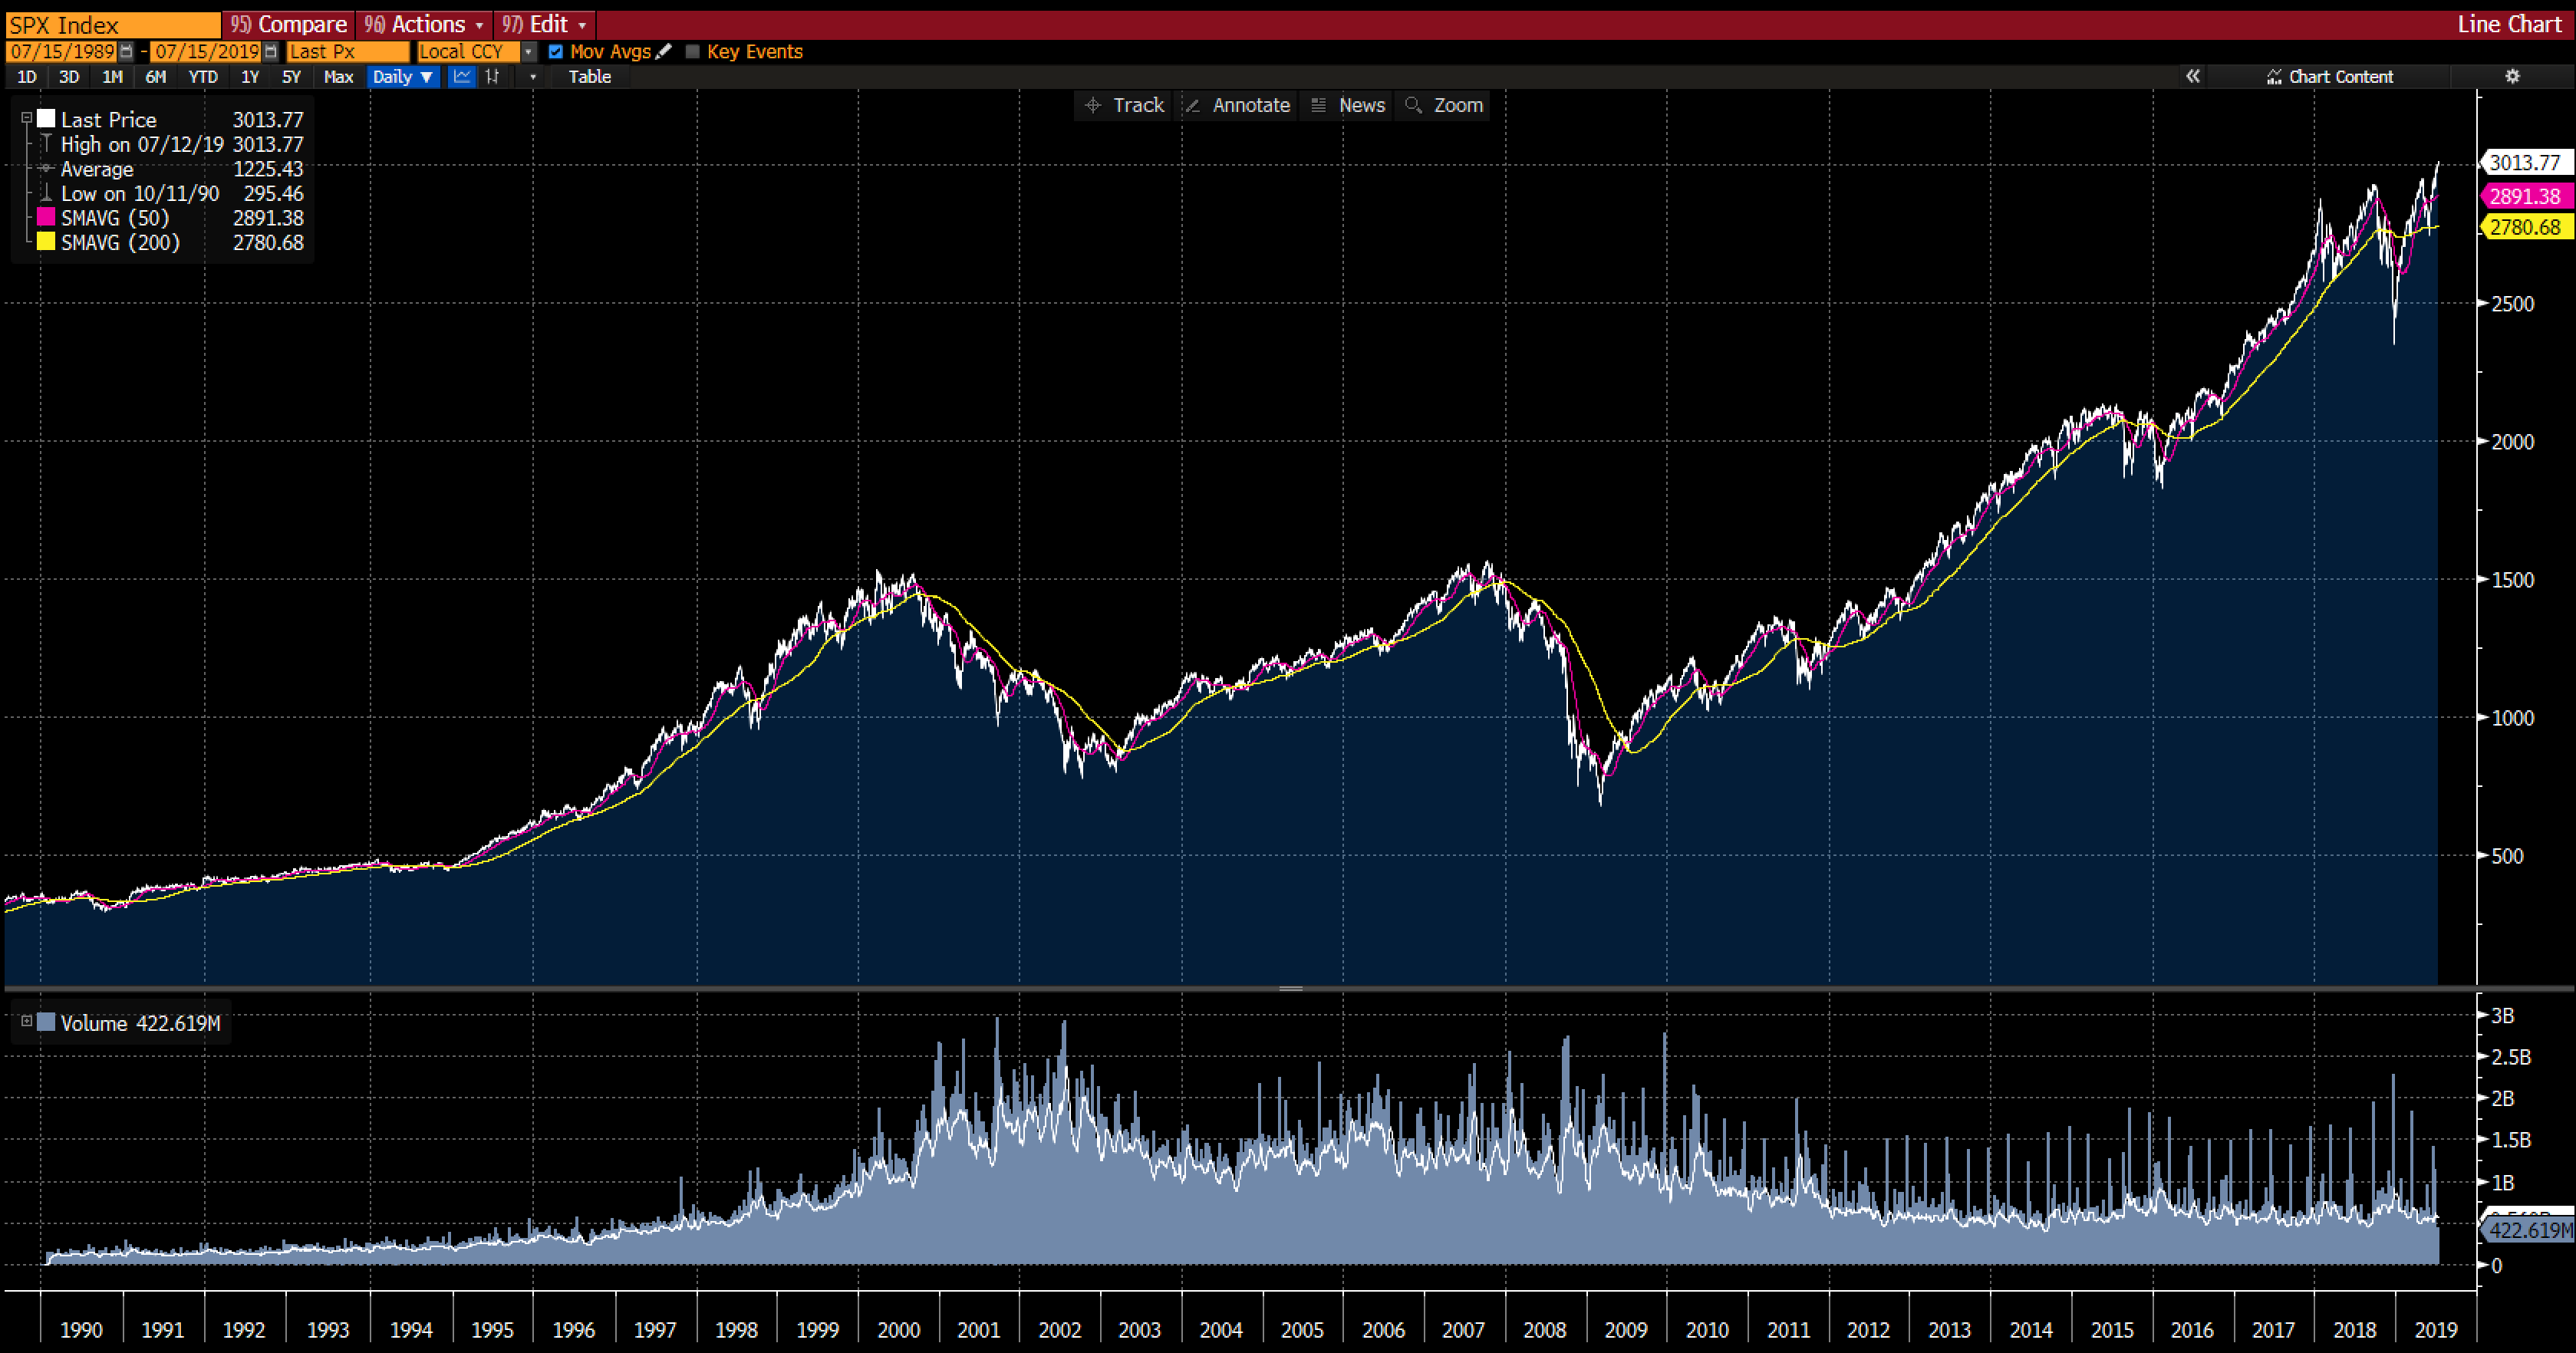 SPX Index 95) Compare 96) Actions 97) Edit Line Chart
07/15/1989 - 07/15/2019 Last Px Local CCY Mov Avgs Key Events
1D 3D 1M 6M YTD 1Y 5Y Max Daily ▼ Table « Chart Content
Track Annotate News Zoom
Last Price 3013.77
High on 07/12/19 3013.77
Average 1225.43
Low on 10/11/90 295.46
SMAVG (50) 2891.38
SMAVG (200) 2780.68
3013.77
2891.38
2780.68
2500
2000
1500
1000
500
Volume 422.619M
3B
2.5B
2B
1.5B
1B
422.619M
0
1990 1991 1992 1993 1994 1995 1996 1997 1998 1999 2000 2001 2002 2003 2004 2005 2006 2007 2008 2009 2010 2011 2012 2013 2014 2015 2016 2017 2018 2019